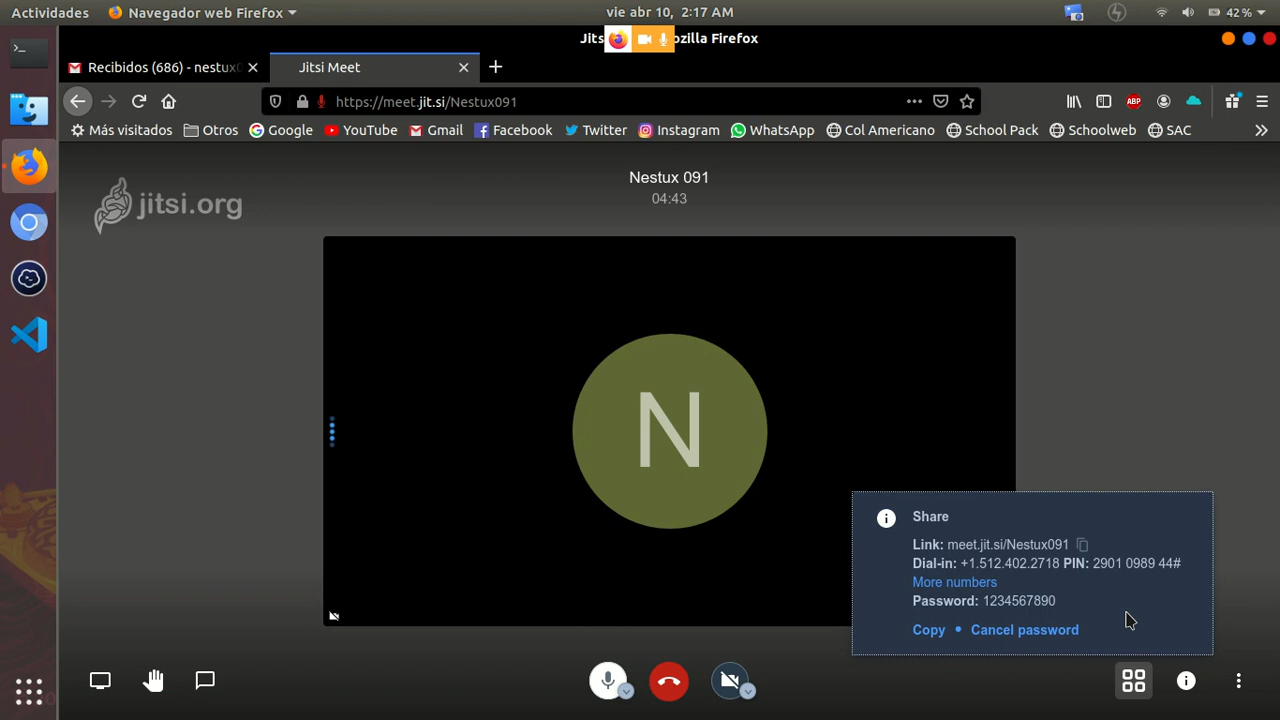 Actividades Navegador web Firefox vie abr 10, 2:17 AM 42 %
Jits ozilla Firefox
Recibidos (686) - nestux Jitsi Meet
https://meet.jit.si/Nestux091 ABP
Más visitados Otros Google YouTube Gmail Facebook Twitter Instagram WhatsApp Col Americano School Pack Schoolweb SAC
Nestux 091
04:43
jitsi.org
N
Share
Link: meet.jit.si/Nestux091
Dial-in: +1.512.402.2718 PIN: 2901 0989 44#
More numbers
Password: 1234567890
Copy • Cancel password